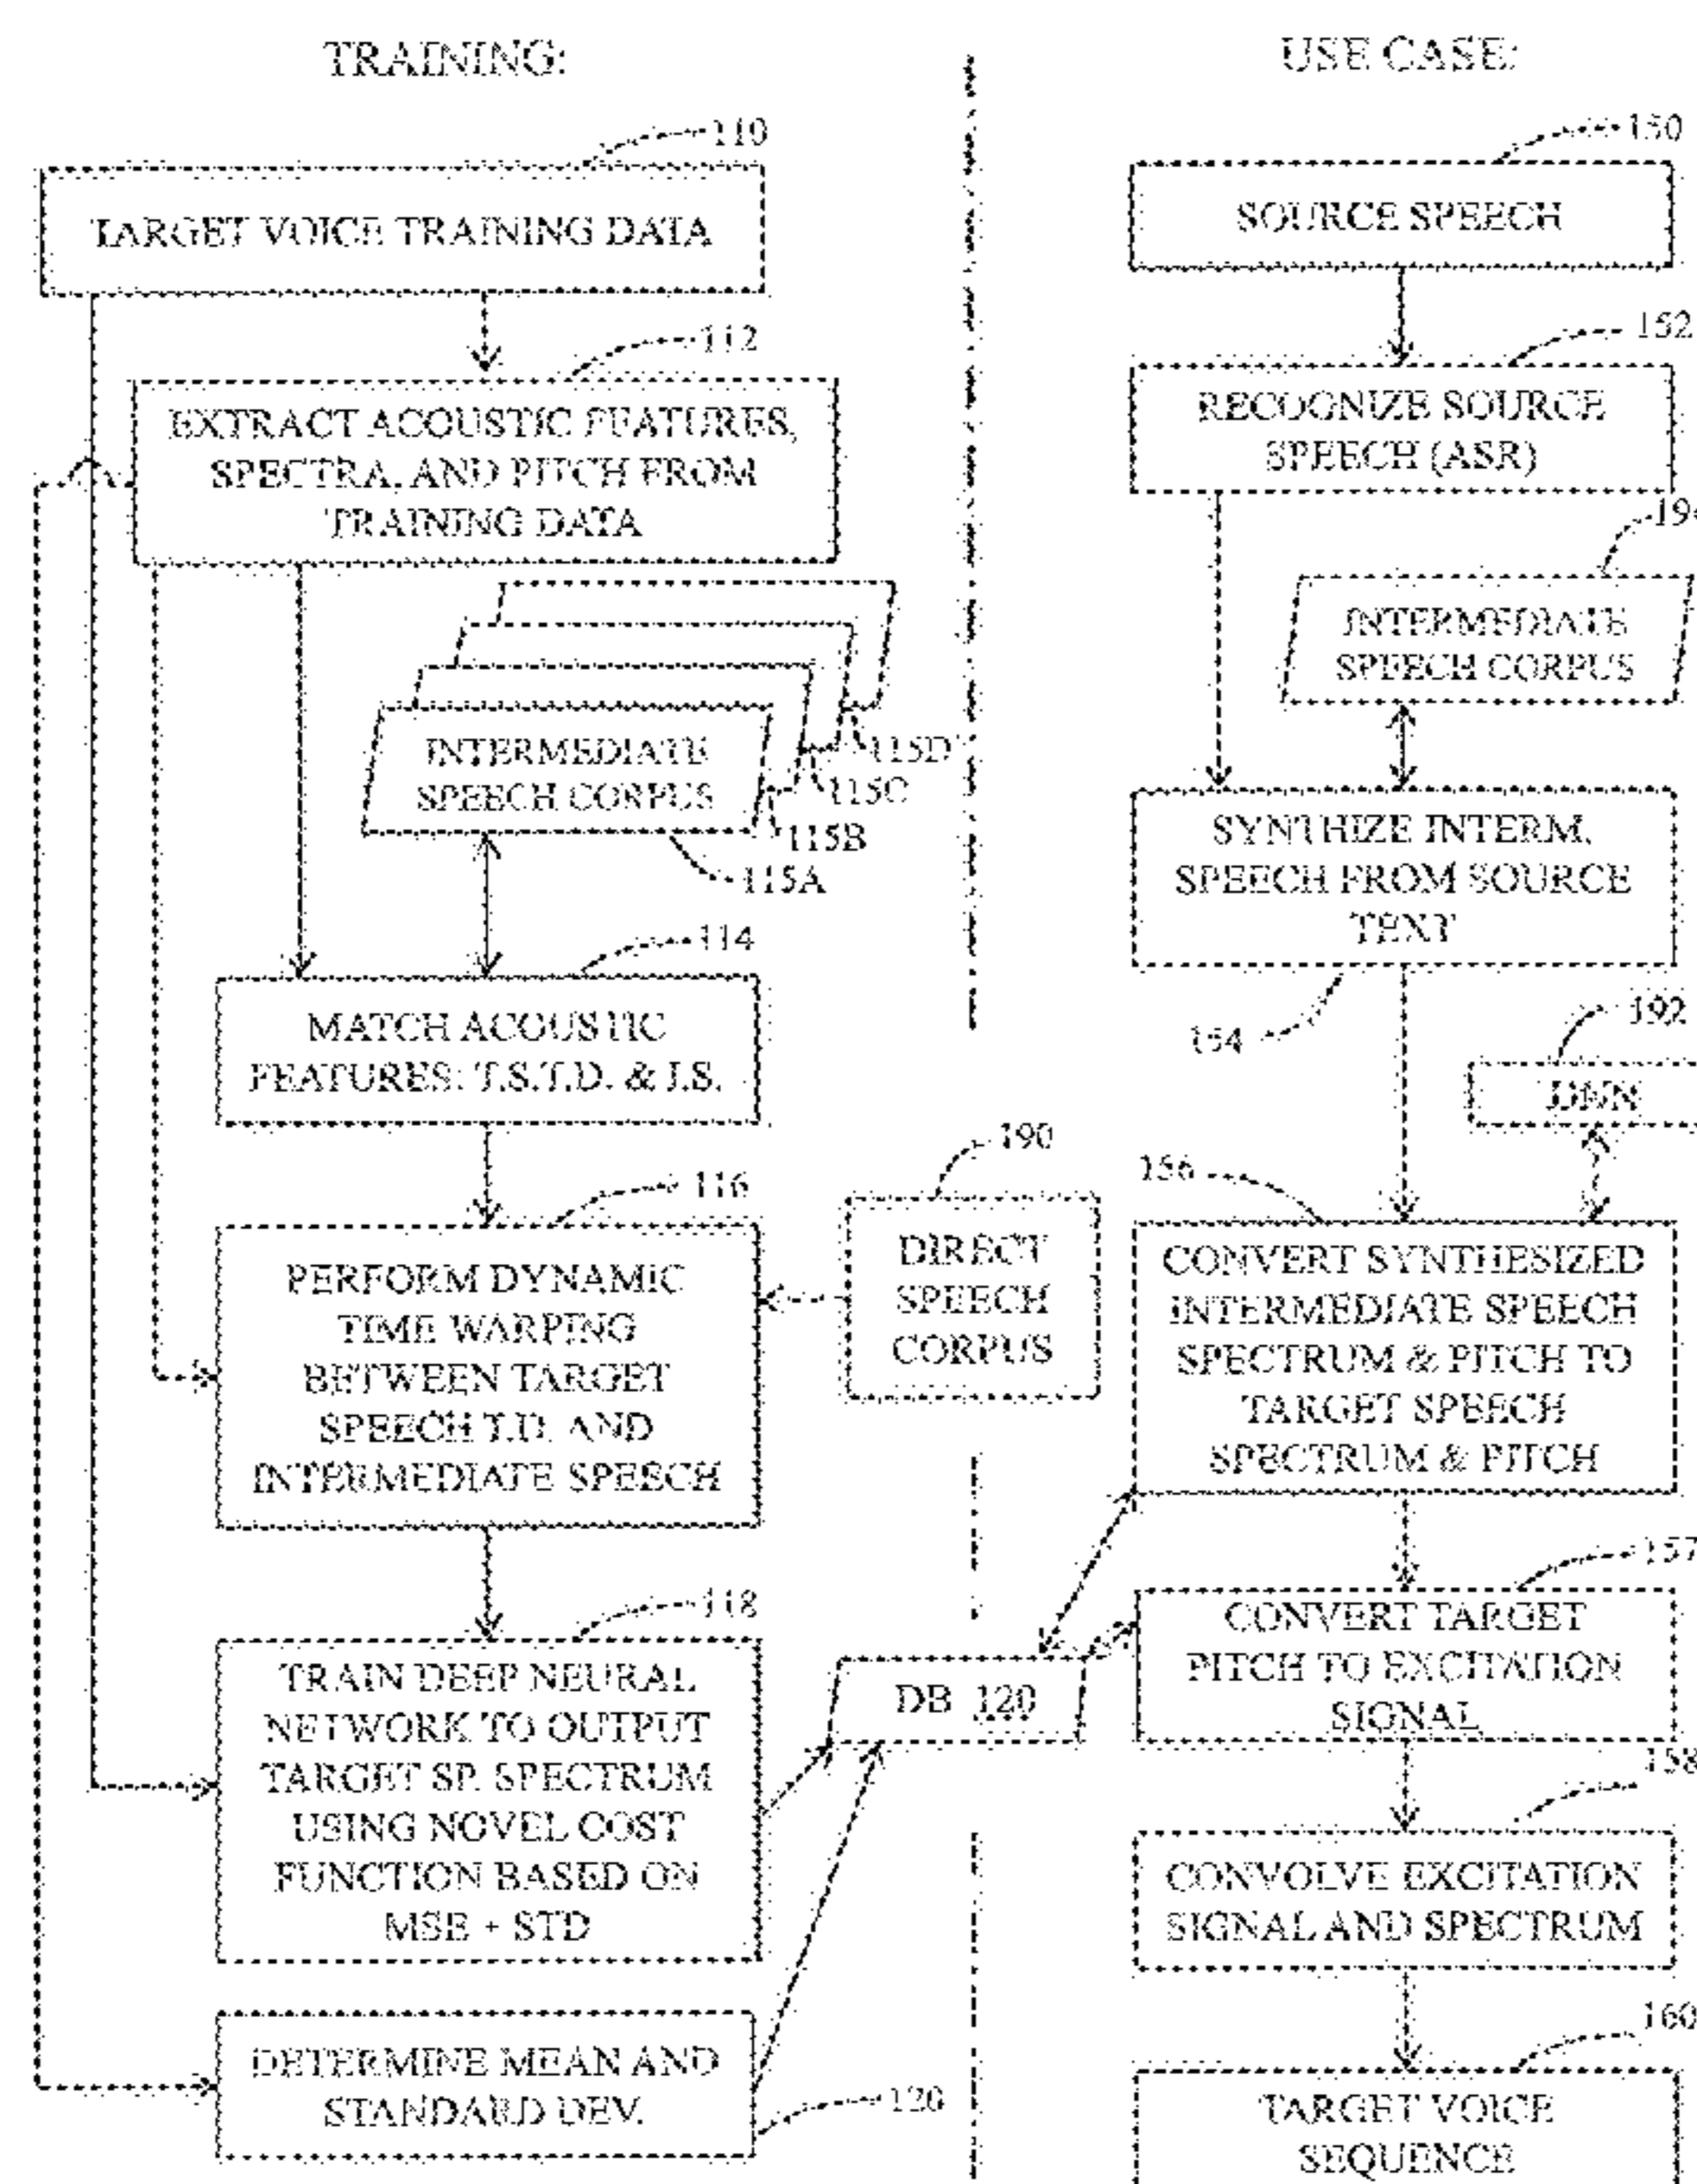 TRAINING:
110
TARGET VOICE TRAINING DATA
112
EXTRACT ACOUSTIC FEATURES,
SPECTRA, AND PITCH FROM
TRAINING DATA
INTERMEDIATE
SPEECH CORPUS
115D
115C
115B
115A
114
MATCH ACOUSTIC
FEATURES: T.S.T.D. & I.S.
116
PERFORM DYNAMIC
TIME WARPING
BETWEEN TARGET
SPEECH T.D. AND
INTERMEDIATE SPEECH
190
DIRECT
SPEECH
CORPUS
118
TRAIN DEEP NEURAL
NETWORK TO OUTPUT
TARGET SP. SPECTRUM
USING NOVEL COST
FUNCTION BASED ON
MSE + STD
DB 120
DETERMINE MEAN AND
STANDARD DEV.
120
USE CASE:
150
SOURCE SPEECH
152
RECOGNIZE SOURCE
SPEECH (ASR)
194
INTERMEDIATE
SPEECH CORPUS
SYNTHIZE INTERM.
SPEECH FROM SOURCE
TEXT
154
192
DNN
156
CONVERT SYNTHESIZED
INTERMEDIATE SPEECH
SPECTRUM & PITCH TO
TARGET SPEECH
SPECTRUM & PITCH
157
CONVERT TARGET
PITCH TO EXCITATION
SIGNAL
158
CONVOLVE EXCITATION
SIGNAL AND SPECTRUM
160
TARGET VOICE
SEQUENCE